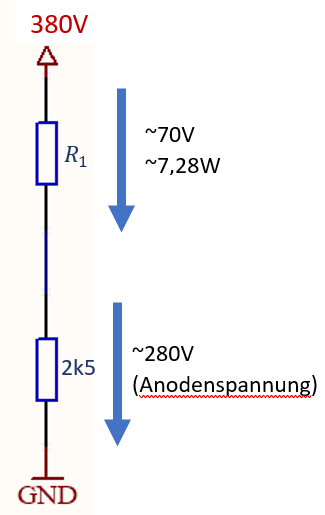 380V
R1
~70V
~7,28W
2k5
~280V
(Anodenspannung)
GND